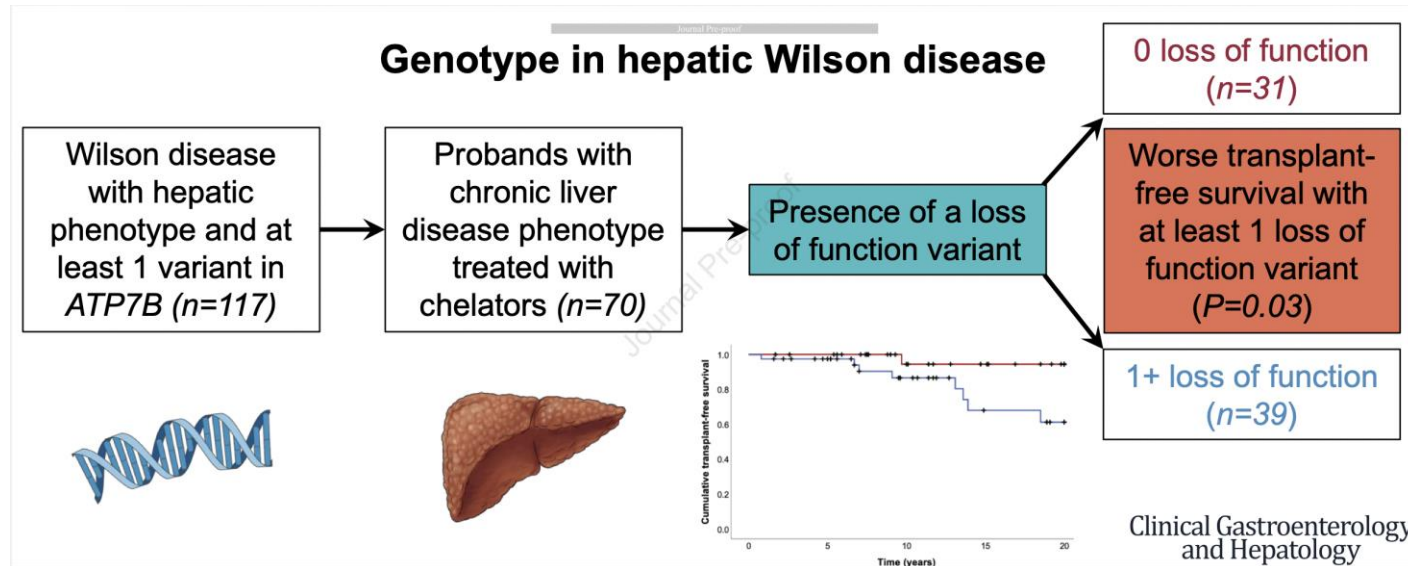 Journal Pre-proof
Genotype in hepatic Wilson disease
Wilson disease
with hepatic
phenotype and at
least 1 variant in
ATP7B (n=117)
Probands with
chronic liver
disease phenotype
treated with
chelators (n=70)
Presence of a loss
of function variant
0 loss of function
(n=31)
Worse transplant-
free survival with
at least 1 loss of
function variant
(P=0.03)
1+ loss of function
(n=39)
Journal Pre-proof
Cumulative transplant-free survival
1.0
0.8
0.6
0.4
0.2
0.0
0 5 10 15 20
Time (years)
Clinical Gastroenterology
and Hepatology